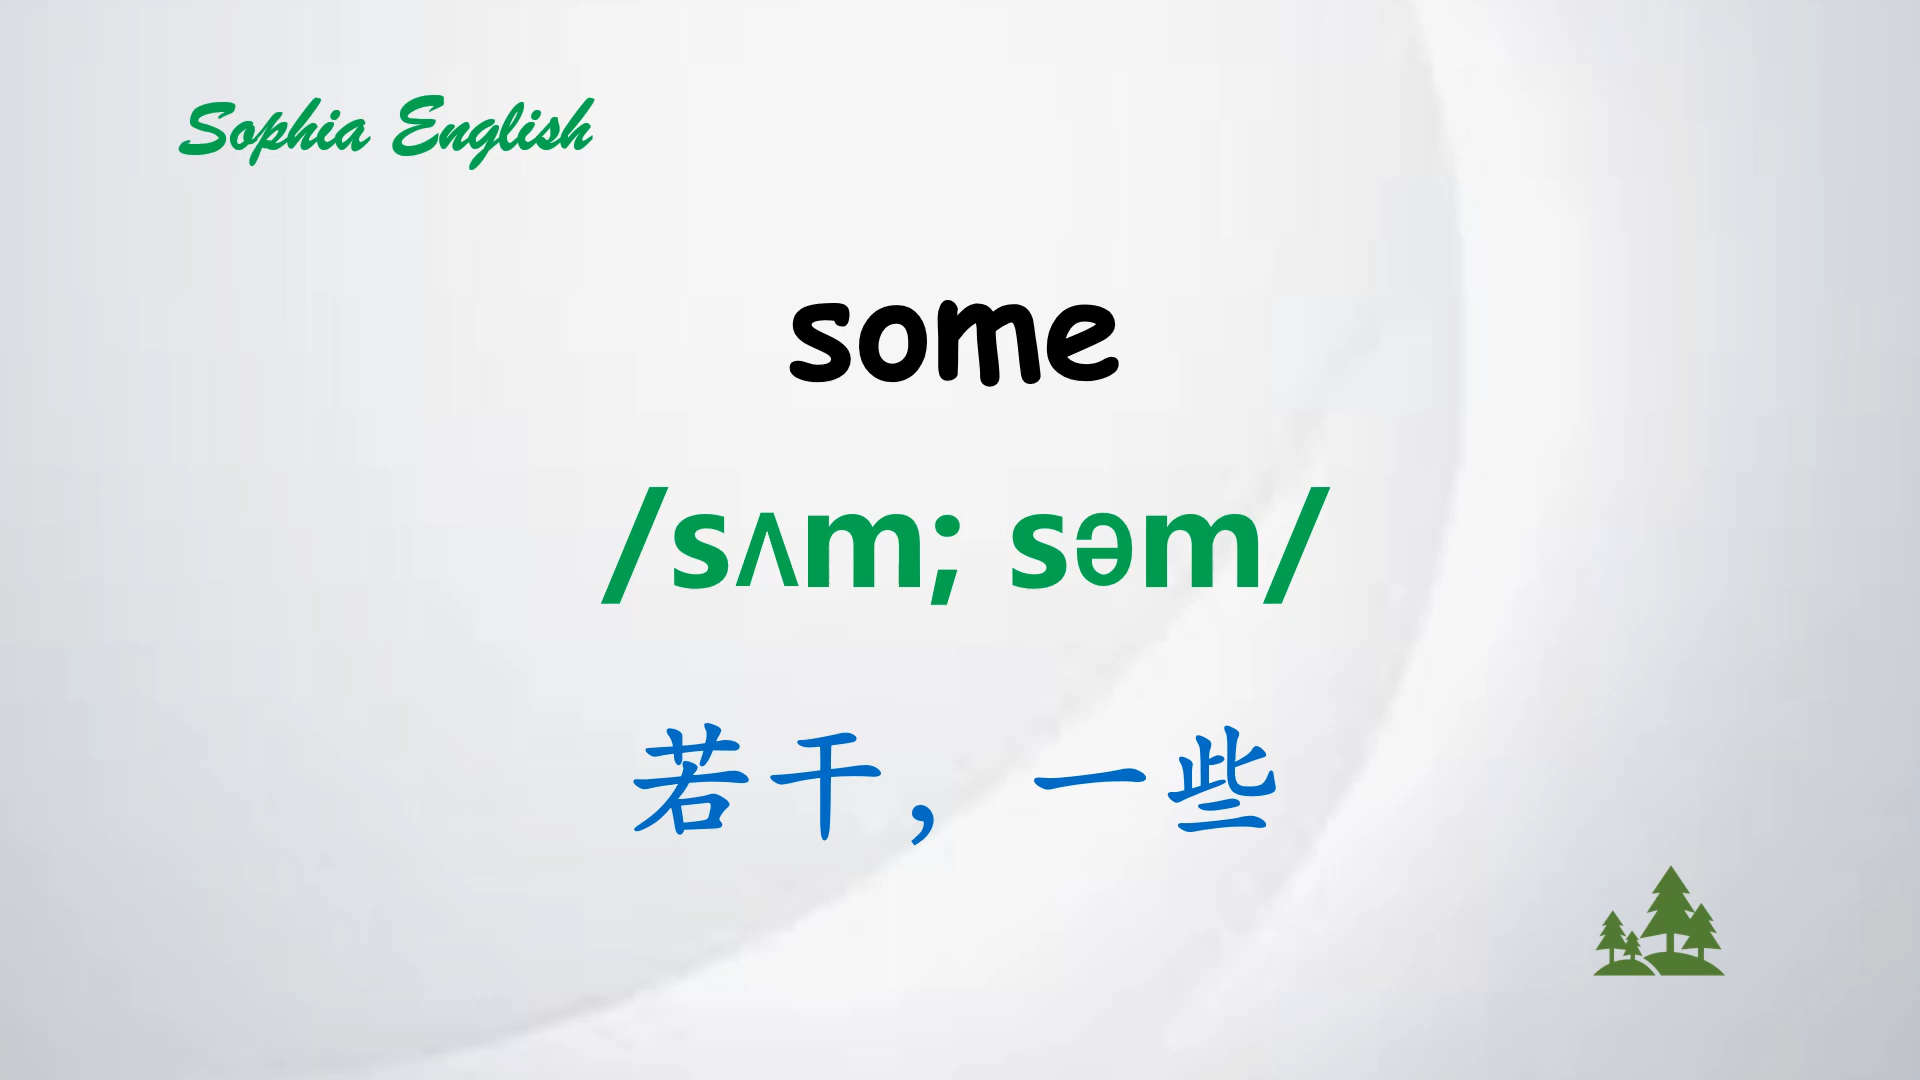 Sophia English
some
/sʌm; səm/
若干，一些